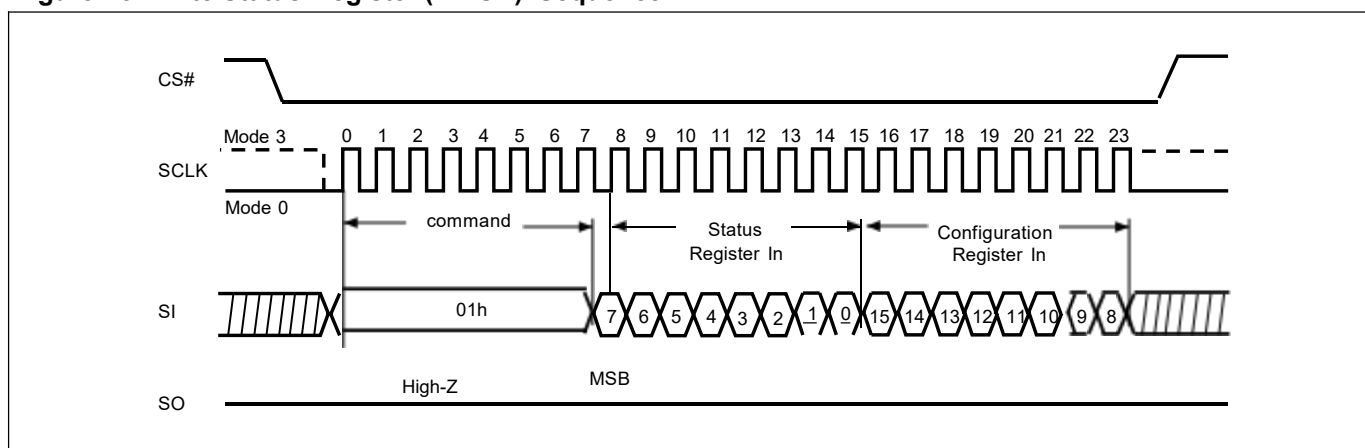 CS#
Mode 3
0 1 2 3 4 5 6 7 8 9 10 11 12 13 14 15 16 17 18 19 20 21 22 23
SCLK
Mode 0
command
Status
Register In
Configuration
Register In
SI
01h
7 6 5 4 3 2 1 0 15 14 13 12 11 10 9 8
High-Z
MSB
SO